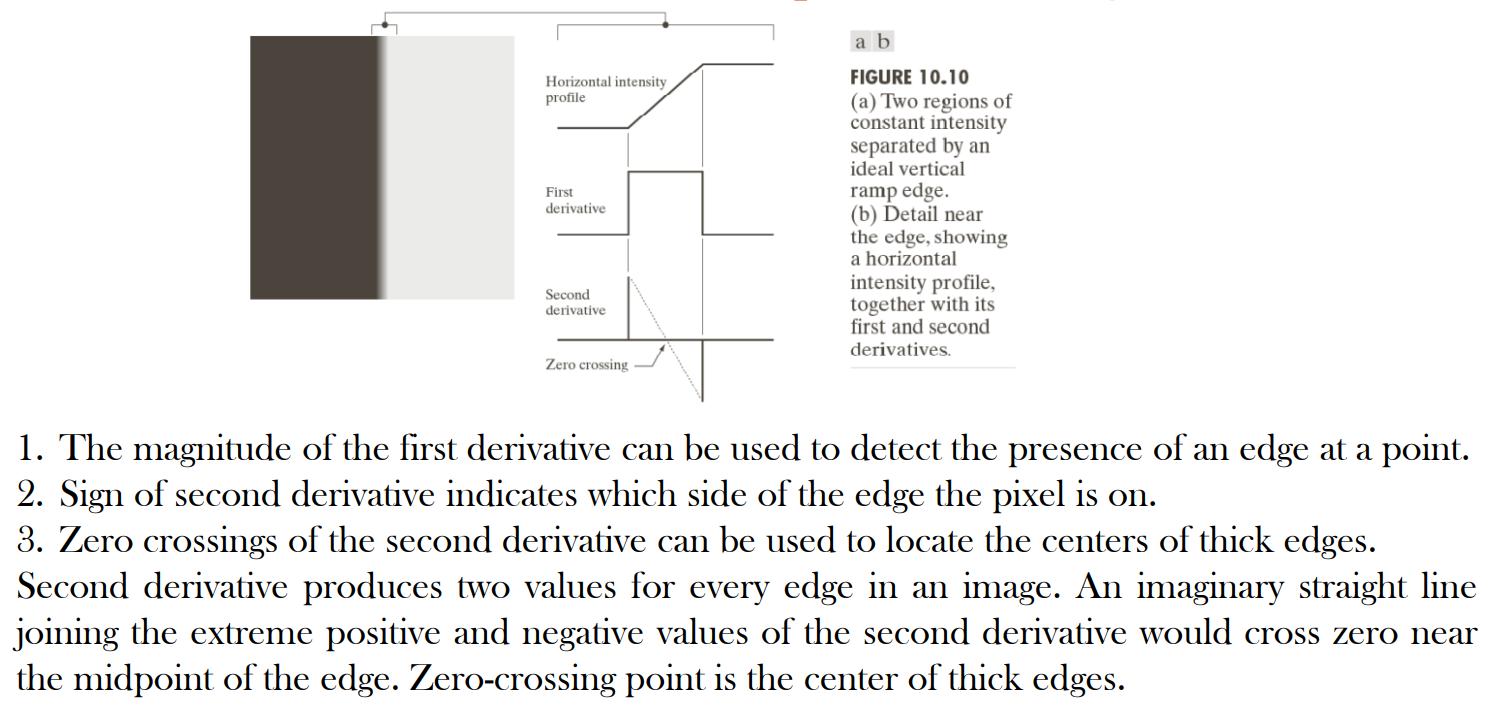 Horizontal intensity
profile
First
derivative
Second
derivative
Zero crossing
a b
FIGURE 10.10
(a) Two regions of
constant intensity
separated by an
ideal vertical
ramp edge.
(b) Detail near
the edge, showing
a horizontal
intensity profile,
together with its
first and second
derivatives.
1. The magnitude of the first derivative can be used to detect the presence of an edge at a point.
2. Sign of second derivative indicates which side of the edge the pixel is on.
3. Zero crossings of the second derivative can be used to locate the centers of thick edges.
Second derivative produces two values for every edge in an image. An imaginary straight line
joining the extreme positive and negative values of the second derivative would cross zero near
the midpoint of the edge. Zero-crossing point is the center of thick edges.